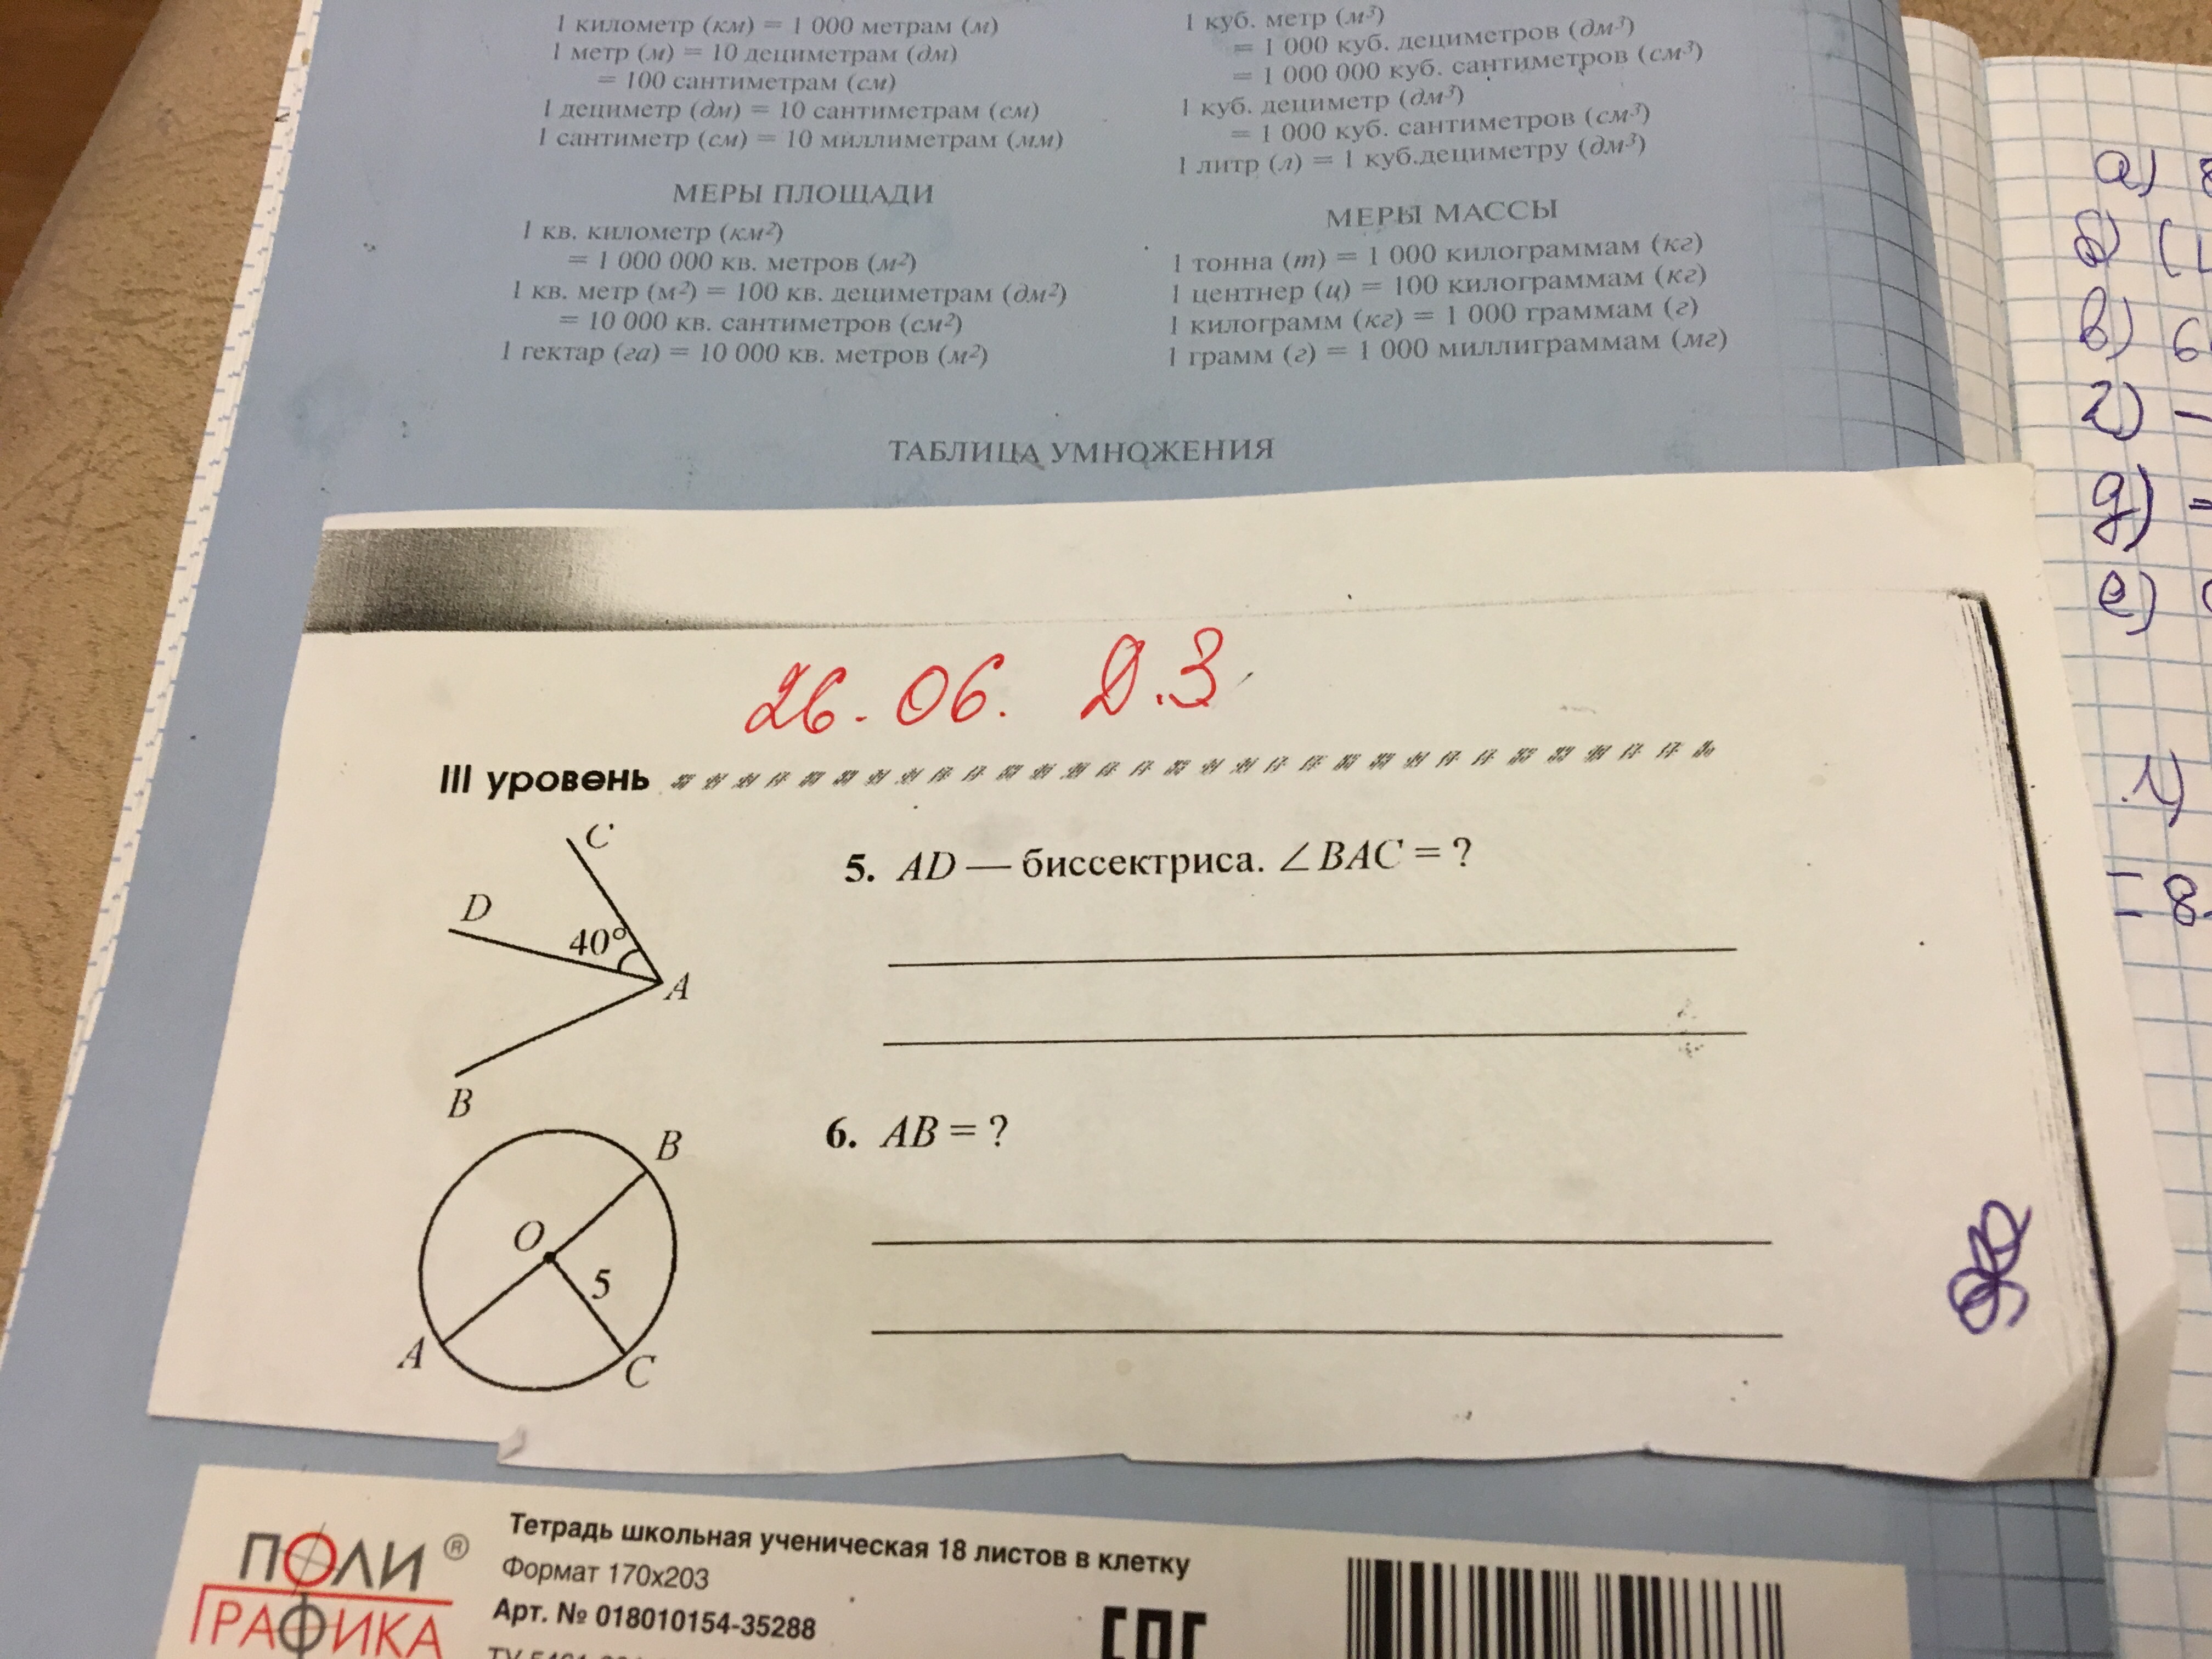 1 километр (км) = 1 000 метрам (м)
1 метр (м) = 10 дециметрам (дм)
= 100 сантиметрам (см)
1 дециметр (дм) = 10 сантиметрам (см)
1 сантиметр (см) = 10 миллиметрам (мм)
МЕРЫ ПЛОЩАДИ
1 кв. километр (км²)
= 1 000 000 кв. метров (м²)
1 кв. метр (м²) = 100 кв. дециметрам (дм²)
= 10 000 кв. сантиметров (см²)
1 гектар (га) = 10 000 кв. метров (м²)
1 куб. метр (м³)
= 1 000 куб. дециметров (дм³)
= 1 000 000 куб. сантиметров (см³)
1 куб. дециметр (дм³)
= 1 000 куб. сантиметров (см³)
1 литр (л) = 1 куб.дециметру (дм³)
МЕРЫ МАССЫ
1 тонна (т) = 1 000 килограммам (кг)
1 центнер (ц) = 100 килограммам (кг)
1 килограмм (кг) = 1 000 граммам (г)
1 грамм (г) = 1 000 миллиграммам (мг)
ТАБЛИЦА УМНОЖЕНИЯ
а)
б) (
в) 6
г) –
д) =
е)
1)
= 8
26.06. Д.З
III уровень
C
D
40°
A
B
5. AD — биссектриса. ∠BAC = ?
B
O
5
A
C
6. AB = ?
ПОЛИ ®
ГРАФИКА
Тетрадь школьная ученическая 18 листов в клетку
Формат 170х203
Арт. № 018010154-35288